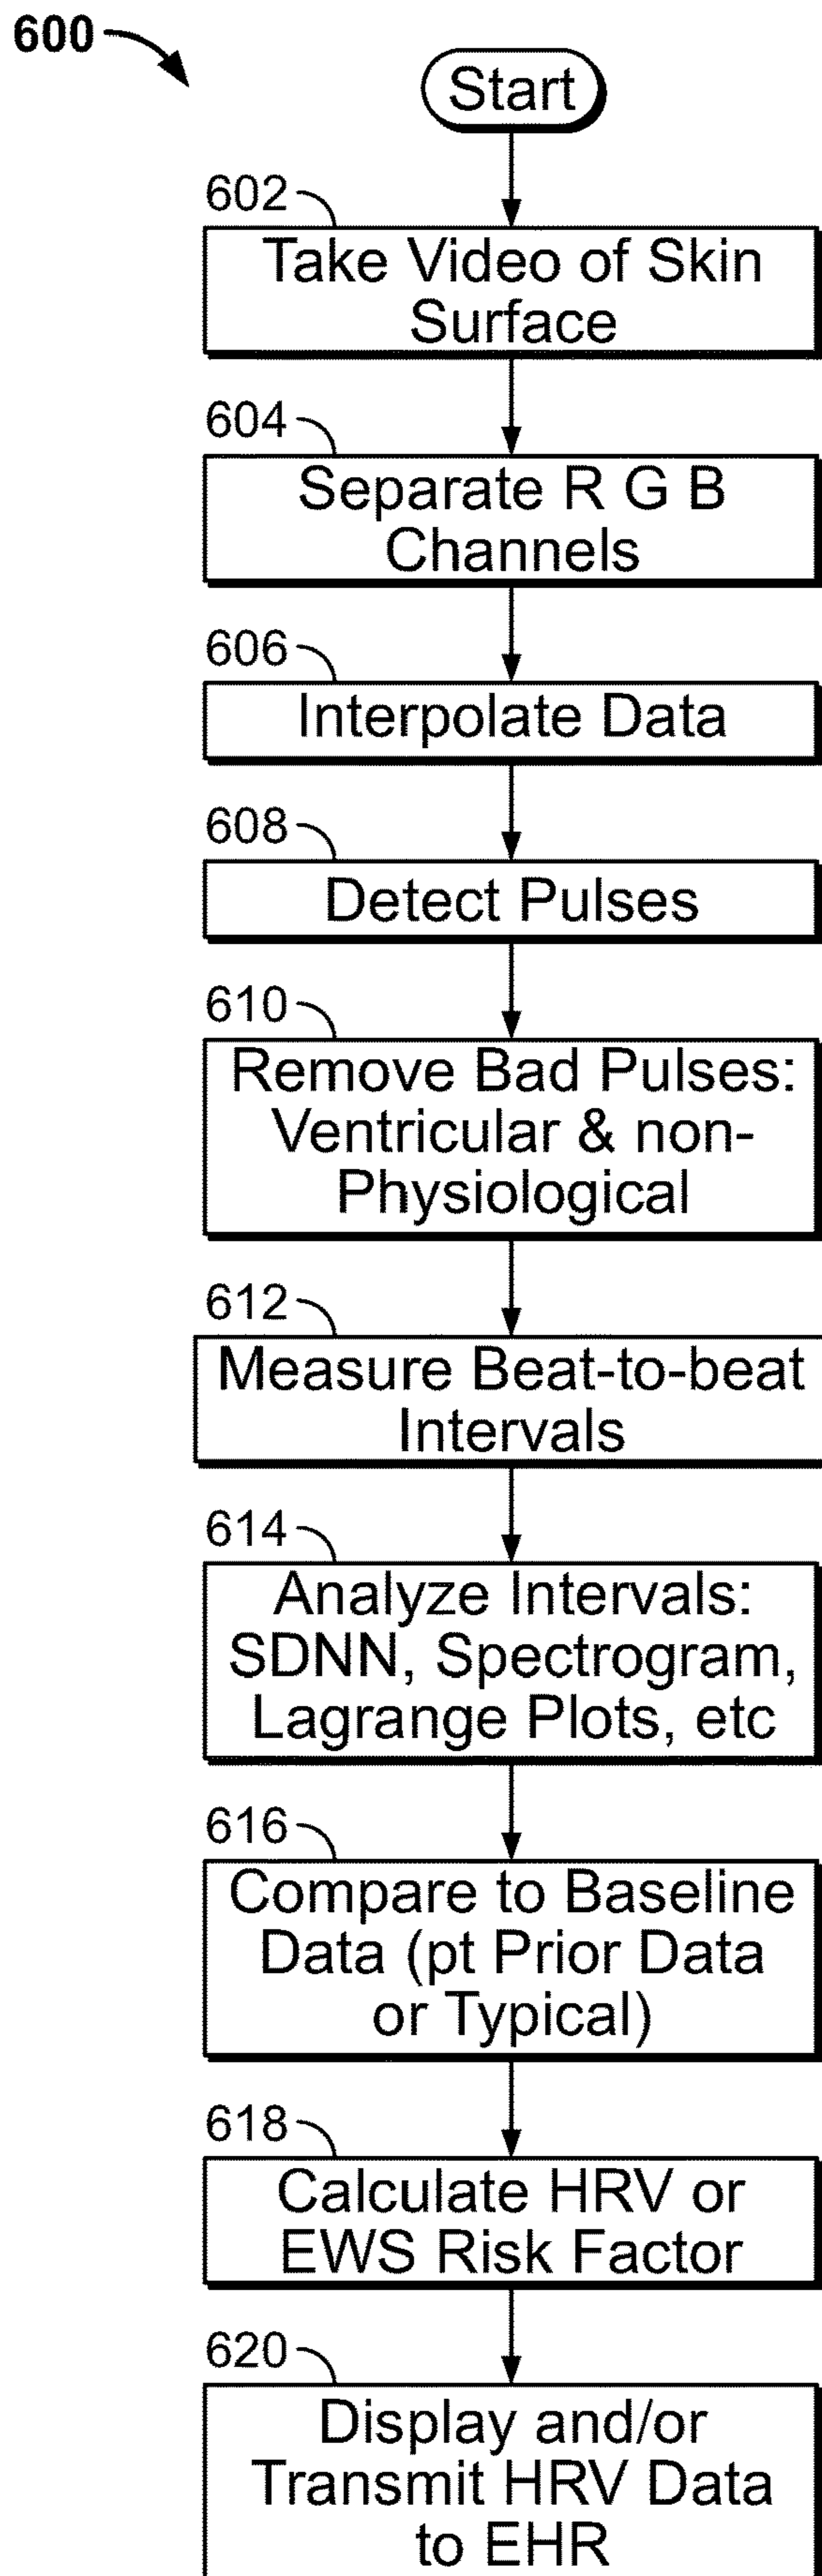 600
Start
602
Take Video of Skin
Surface
604
Separate R G B
Channels
606
Interpolate Data
608
Detect Pulses
610
Remove Bad Pulses:
Ventricular & non-
Physiological
612
Measure Beat-to-beat
Intervals
614
Analyze Intervals:
SDNN, Spectrogram,
Lagrange Plots, etc
616
Compare to Baseline
Data (pt Prior Data
or Typical)
618
Calculate HRV or
EWS Risk Factor
620
Display and/or
Transmit HRV Data
to EHR